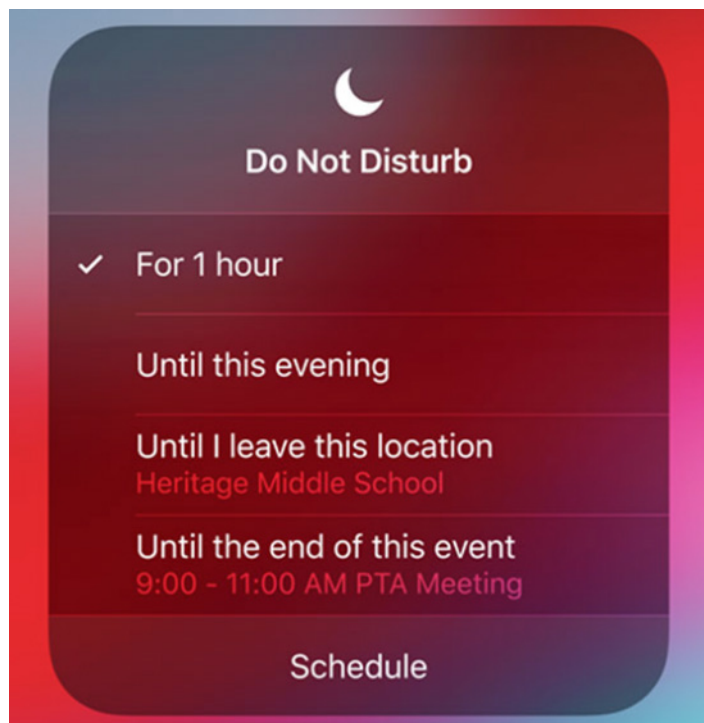 Do Not Disturb
For 1 hour
Until this evening
Until I leave this location
Heritage Middle School
Until the end of this event
9:00 - 11:00 AM PTA Meeting
Schedule